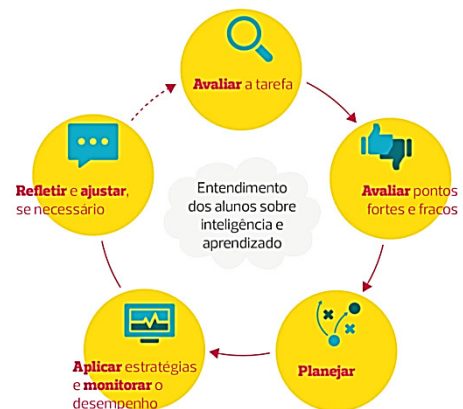 Avaliar a tarefa
Avaliar pontos
fortes e fracos
Planejar
Aplicar estratégias
e monitorar o
desempenho
Refletir e ajustar,
se necessário
Entendimento
dos alunos sobre
inteligência e
aprendizado